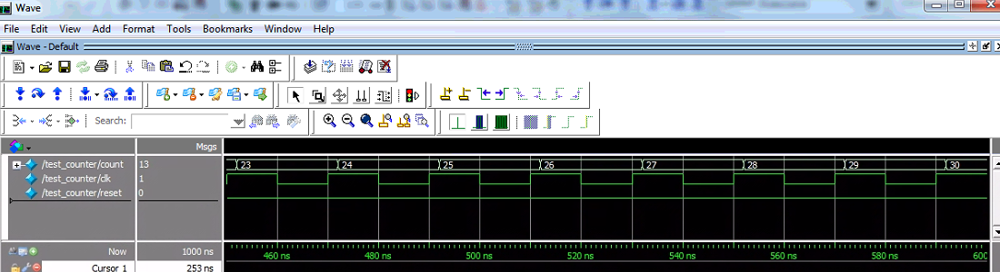 Wave
File Edit View Add Format Tools Bookmarks Window Help
Wave - Default
Search:
Msgs
/test_counter/count 13 23 24 25 26 27 28 29 30
/test_counter/clk 1
/test_counter/reset 0
Now 1000 ns 460 ns 480 ns 500 ns 520 ns 540 ns 560 ns 580 ns 600
Cursor 1 253 ns